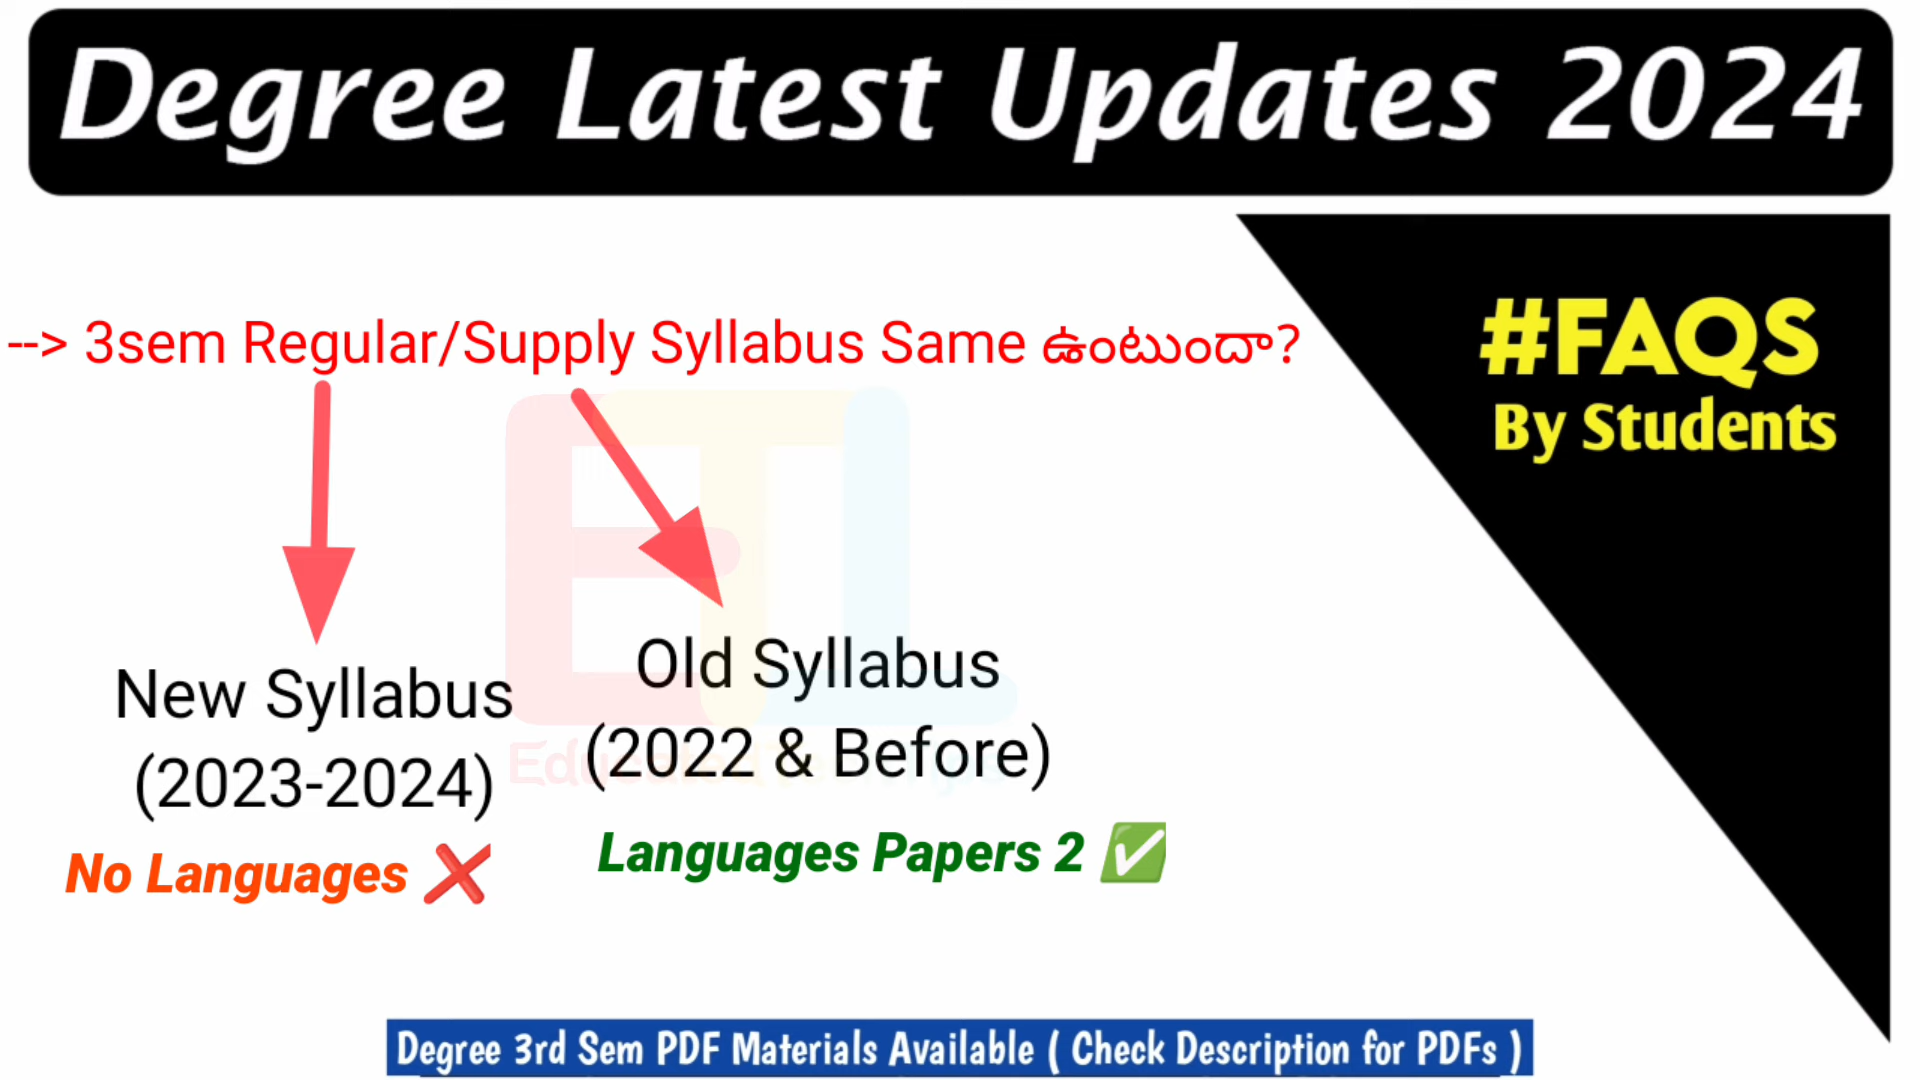 Degree Latest Updates 2024
#FAQS
By Students
--> 3sem Regular/Supply Syllabus Same ఉంటుందా?
New Syllabus
(2023-2024)
No Languages ❌
Old Syllabus
(2022 & Before)
Languages Papers 2 ✅
Degree 3rd Sem PDF Materials Available ( Check Description for PDFs )